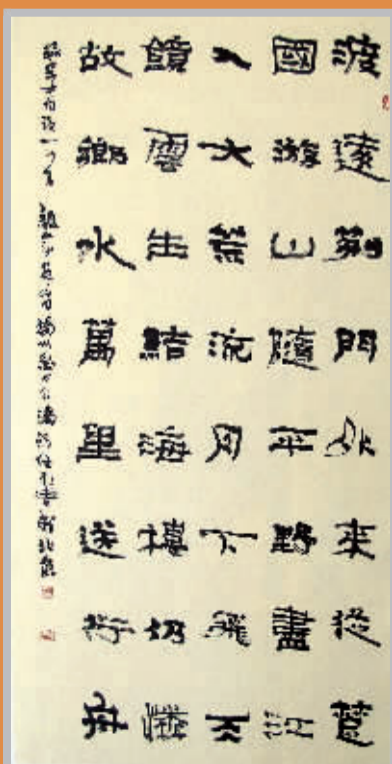 渡遠荊門外來從楚
國游山隨平野盡江
入大荒流月下飛天
鏡雲生結海樓仍憐
故鄉水萬里送行舟